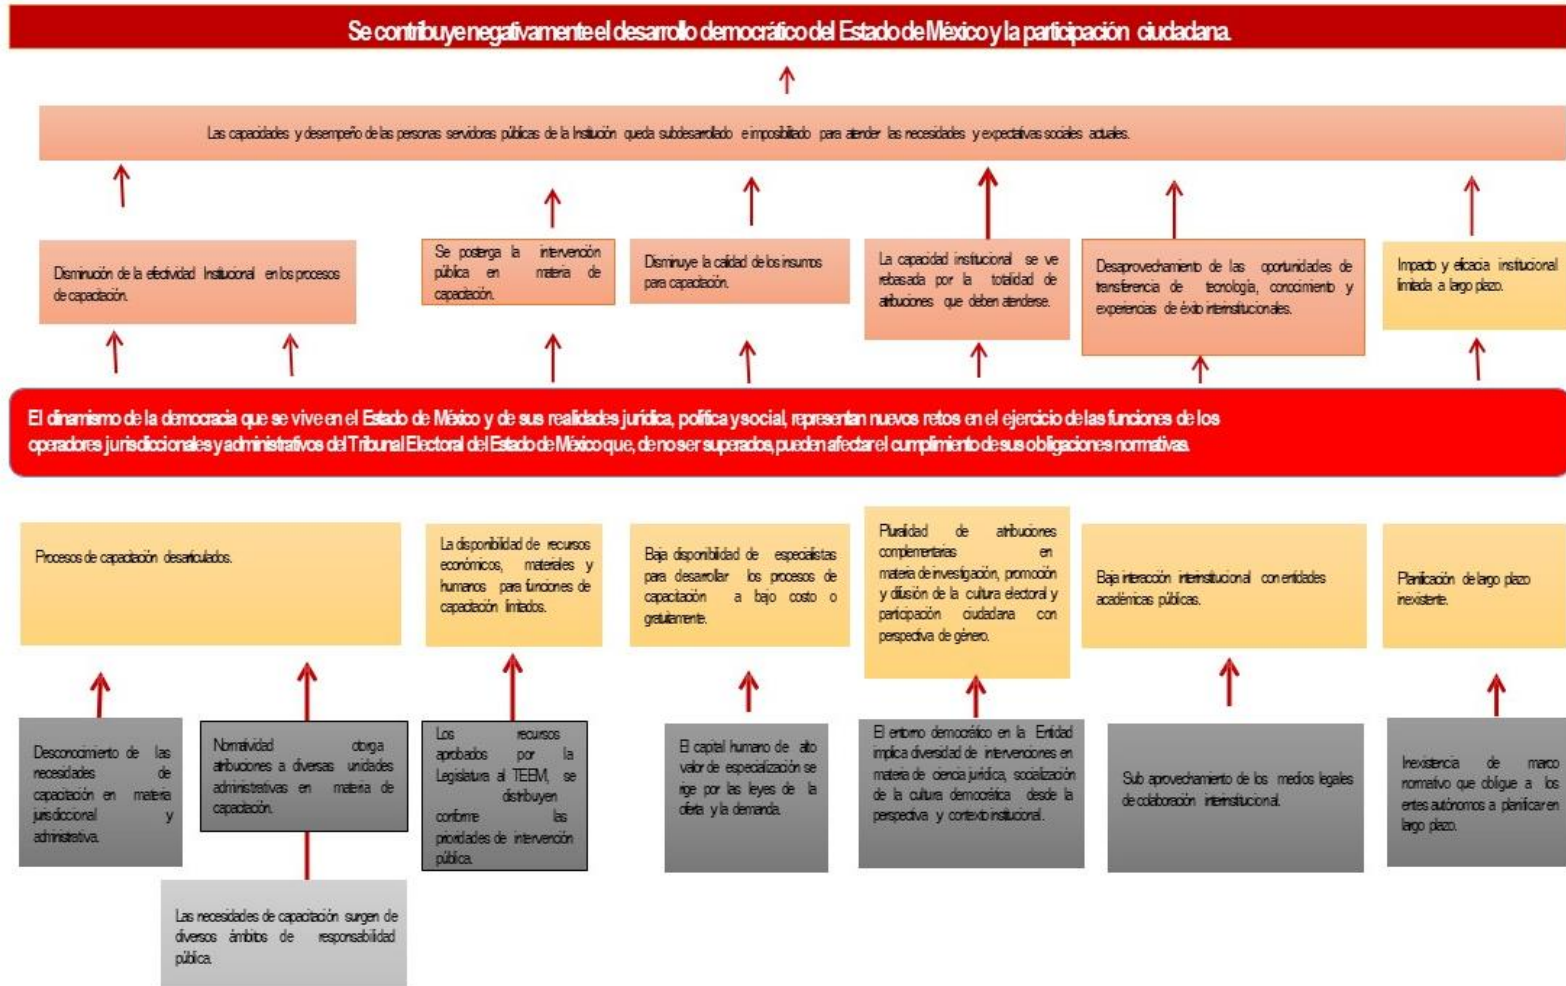 Se contribuye negativamente el desarrollo democrático del Estado de México y la participación ciudadana.
Las capacidades y desempeño de las personas servidoras públicas de la Institución queda subdesarrollado e imposibilitado para atender las necesidades y expectativas sociales actuales.
Disminución de la efectividad Institucional en los procesos
de capacitación.
Se posterga la intervención
pública en materia de
capacitación.
Disminuye la calidad de los insumos
para capacitación.
La capacidad institucional se ve
rebasada por la totalidad de
atribuciones que deben atenderse.
Desaprovechamiento de las oportunidades de
transferencia de tecnología, conocimiento y
experiencias de éxito interinstitucionales.
Impacto y eficacia institucional
limitada a largo plazo.
El dinamismo de la democracia que se vive en el Estado de México y de sus realidades jurídica, política y social, representan nuevos retos en el ejercicio de las funciones de los
operadores jurisdiccionales y administrativos del Tribunal Electoral del Estado de México que, de no ser superados, pueden afectar el cumplimiento de sus obligaciones normativas.
Procesos de capacitación desarticulados.
La disponibilidad de recursos
económicos, materiales y
humanos para funciones de
capacitación limitados.
Baja disponibilidad de especialistas
para desarrollar los procesos de
capacitación a bajo costo o
gratuitamente.
Pluralidad de atribuciones
complementarias en
materia de investigación, promoción
y difusión de la cultura electoral y
participación ciudadana con
perspectiva de género.
Baja interacción interinstitucional con entidades
académicas públicas.
Planificación de largo plazo
inexistente.
Desconocimiento de las
necesidades de
capacitación en materia
jurisdiccional y
administrativa.
Normatividad otorga
atribuciones a diversas unidades
administrativas en materia de
capacitación.
Los recursos
aprobados por la
Legislatura al TEEM, se
distribuyen
conforme las
prioridades de intervención
pública.
El capital humano de alto
valor de especialización se
rige por las leyes de la
oferta y la demanda.
El entorno democrático en la Entidad
implica diversidad de intervenciones en
materia de ciencia jurídica, socialización
de la cultura democrática desde la
perspectiva y contexto institucional.
Sub aprovechamiento de los medios legales
de colaboración interinstitucional.
Inexistencia de marco
normativo que obligue a los
entes autónomos a planificar en
largo plazo.
Las necesidades de capacitación surgen de
diversos ámbitos de responsabilidad
pública.